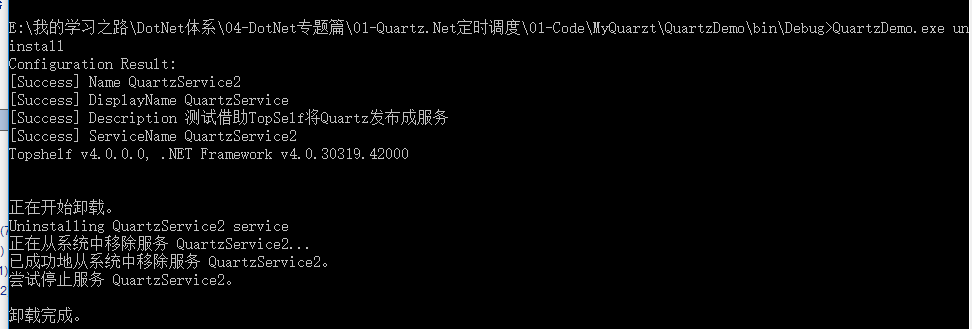 E:\我的学习之路\DotNet体系\04-DotNet专题篇\01-Quartz.Net定时调度\01-Code\MyQuarzt\QuartzDemo\bin\Debug>QuartzDemo.exe un
install
Configuration Result:
[Success] Name QuartzService2
[Success] DisplayName QuartzService
[Success] Description 测试借助TopSelf将Quartz发布成服务
[Success] ServiceName QuartzService2
Topshelf v4.0.0.0, .NET Framework v4.0.30319.42000
正在开始卸载。
Uninstalling QuartzService2 service
正在从系统中移除服务 QuartzService2...
已成功地从系统中移除服务 QuartzService2。
尝试停止服务 QuartzService2。
卸载完成。